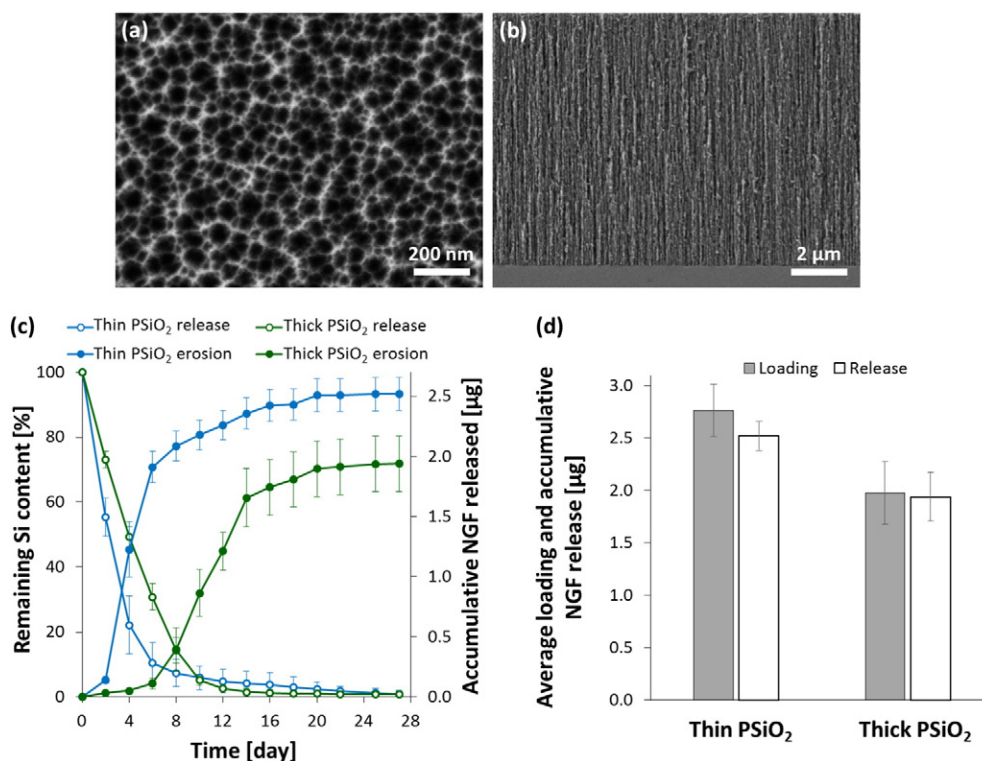 (a)
200 nm
(b)
2 µm
(c)
Thin PSiO₂ release
Thick PSiO₂ release
Thin PSiO₂ erosion
Thick PSiO₂ erosion
Remaining Si content [%]
100
80
60
40
20
0
Accumulative NGF released [µg]
2.5
2.0
1.5
1.0
0.5
0.0
0 4 8 12 16 20 24 28
Time [day]
(d)
Loading
Release
Average loading and accumulative
NGF release [µg]
3.0
2.5
2.0
1.5
1.0
0.5
0.0
Thin PSiO₂
Thick PSiO₂